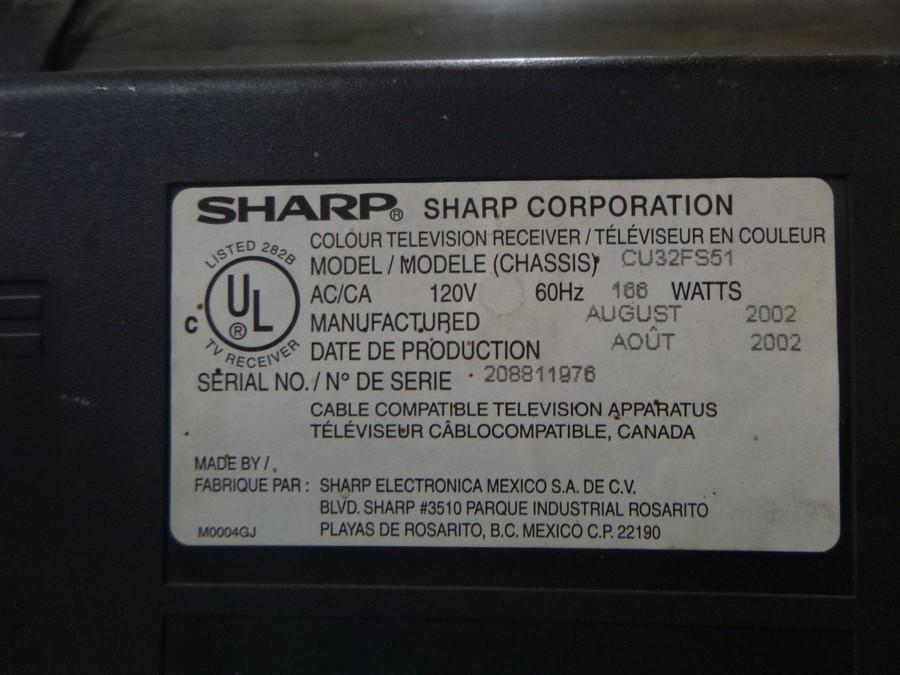 SHARP® SHARP CORPORATION
COLOUR TELEVISION RECEIVER / TÉLÉVISEUR EN COULEUR
LISTED 282B
UL®
C
TV RECEIVER
MODEL / MODELE (CHASSIS) CU32FS51
AC/CA 120V 60Hz 166 WATTS
MANUFACTURED AUGUST 2002
DATE DE PRODUCTION AOÛT 2002
SERIAL NO. / N° DE SERIE 208811976
CABLE COMPATIBLE TELEVISION APPARATUS
TÉLÉVISEUR CÂBLOCOMPATIBLE, CANADA
MADE BY /
FABRIQUE PAR : SHARP ELECTRONICA MEXICO S.A. DE C.V.
BLVD. SHARP #3510 PARQUE INDUSTRIAL ROSARITO
PLAYAS DE ROSARITO, B.C. MEXICO C.P. 22190
M0004GJ